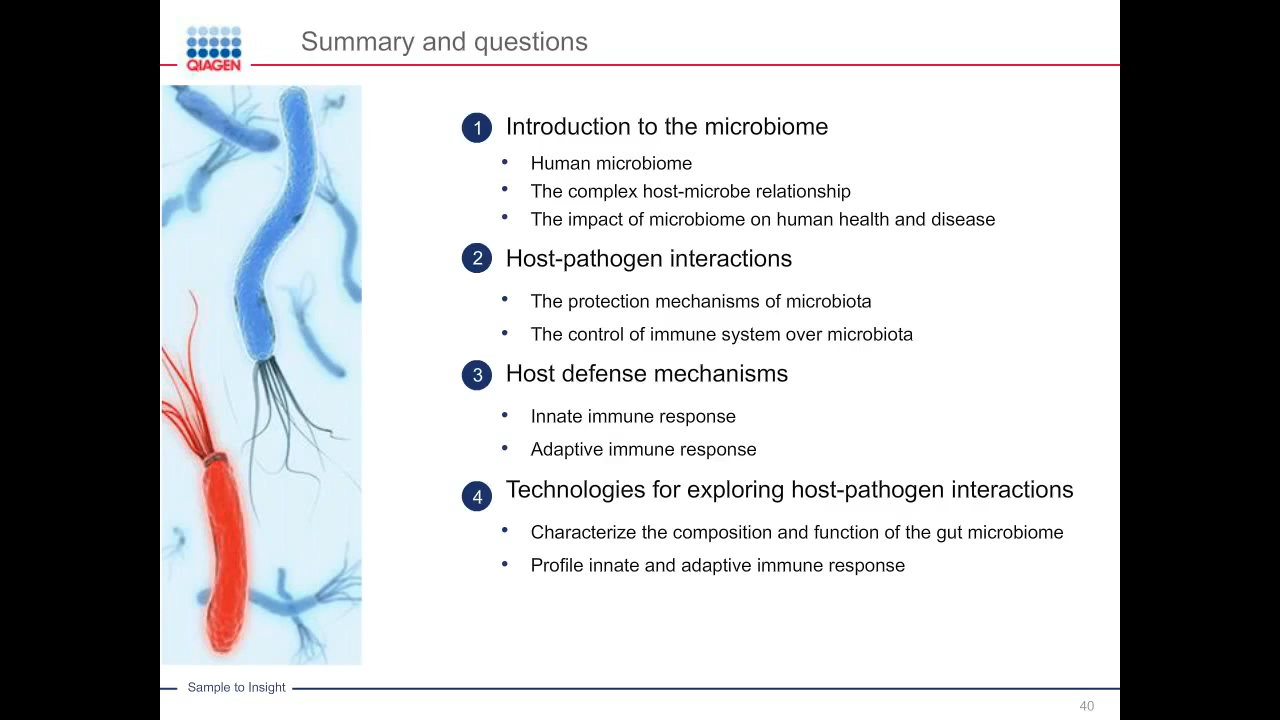 QIAGEN
Summary and questions
1 Introduction to the microbiome
• Human microbiome
• The complex host-microbe relationship
• The impact of microbiome on human health and disease
2 Host-pathogen interactions
• The protection mechanisms of microbiota
• The control of immune system over microbiota
3 Host defense mechanisms
• Innate immune response
• Adaptive immune response
4 Technologies for exploring host-pathogen interactions
• Characterize the composition and function of the gut microbiome
• Profile innate and adaptive immune response
Sample to Insight
40